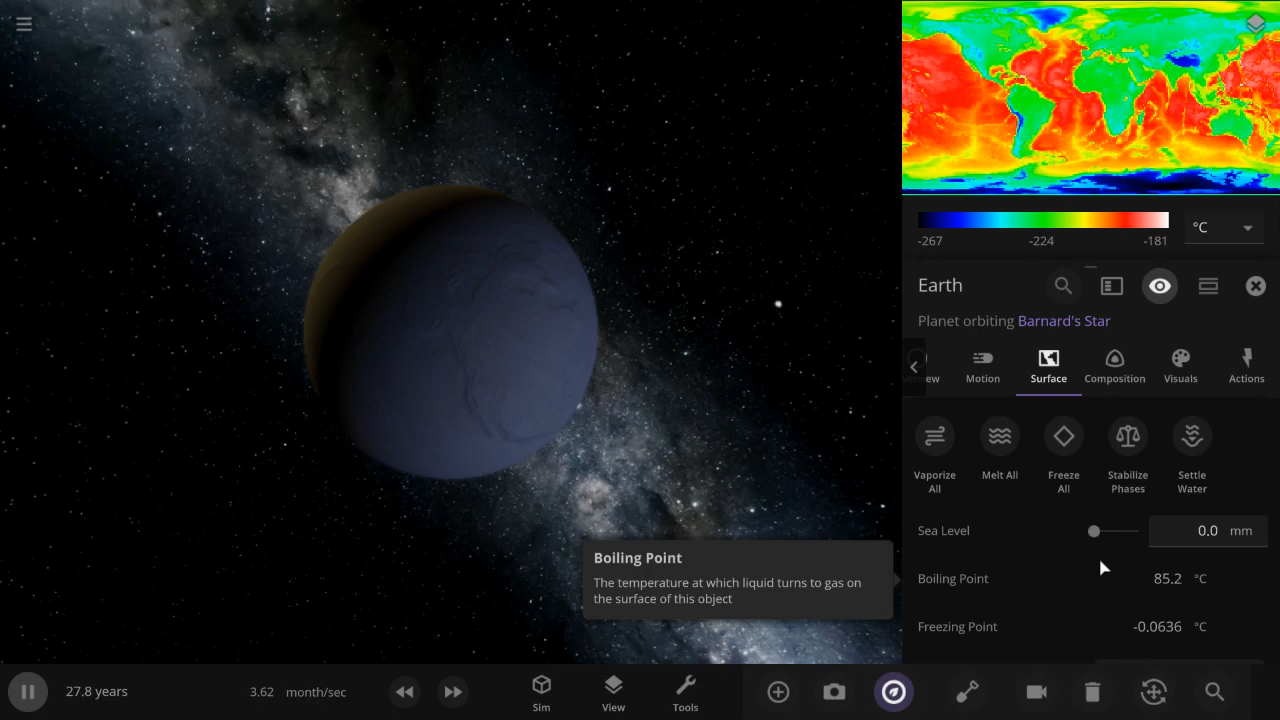 °C
-267
-224
-181
Earth
Planet orbiting Barnard's Star
Motion
Surface
Composition
Visuals
Actions
Vaporize
All
Melt All
Freeze
All
Stabilize
Phases
Settle
Water
Sea Level
0.0 mm
Boiling Point
The temperature at which liquid turns to gas on
the surface of this object
Boiling Point
85.2 °C
Freezing Point
-0.0636 °C
27.8 years
3.62 month/sec
Sim
View
Tools